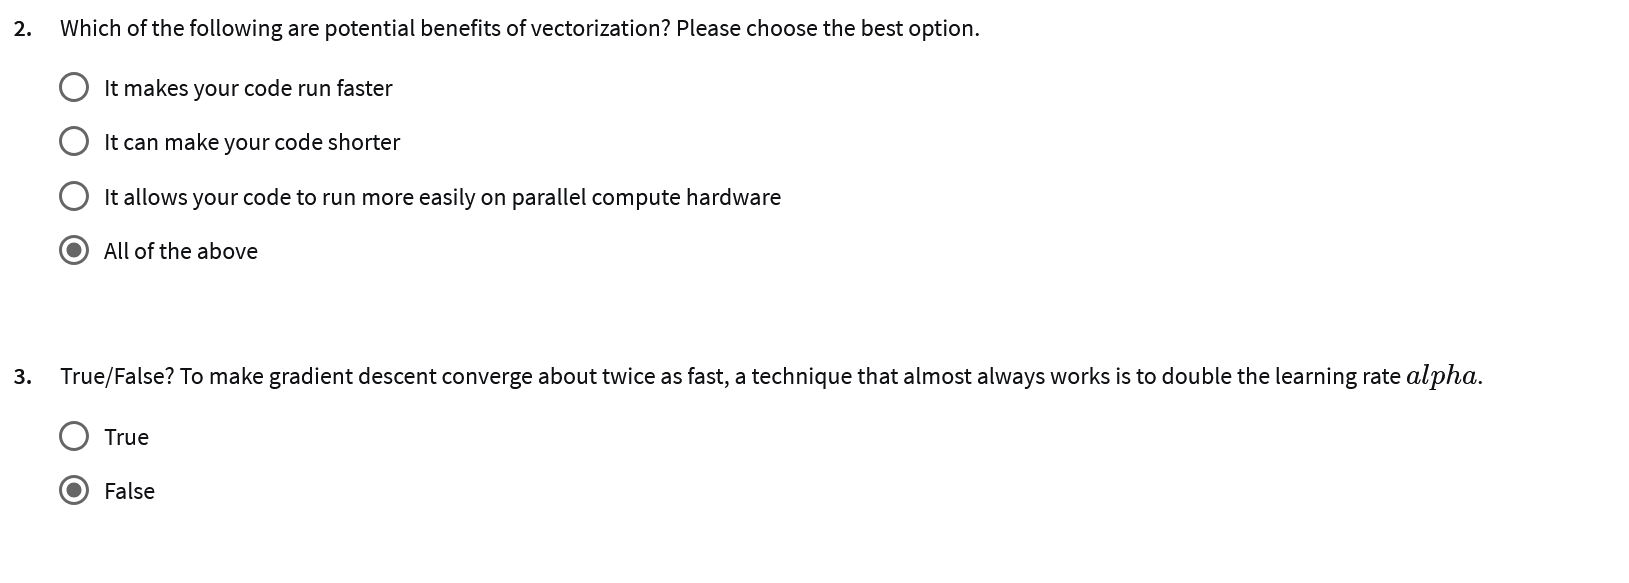 2. Which of the following are potential benefits of vectorization? Please choose the best option.
It makes your code run faster
It can make your code shorter
It allows your code to run more easily on parallel compute hardware
All of the above
3. True/False? To make gradient descent converge about twice as fast, a technique that almost always works is to double the learning rate alpha.
True
False